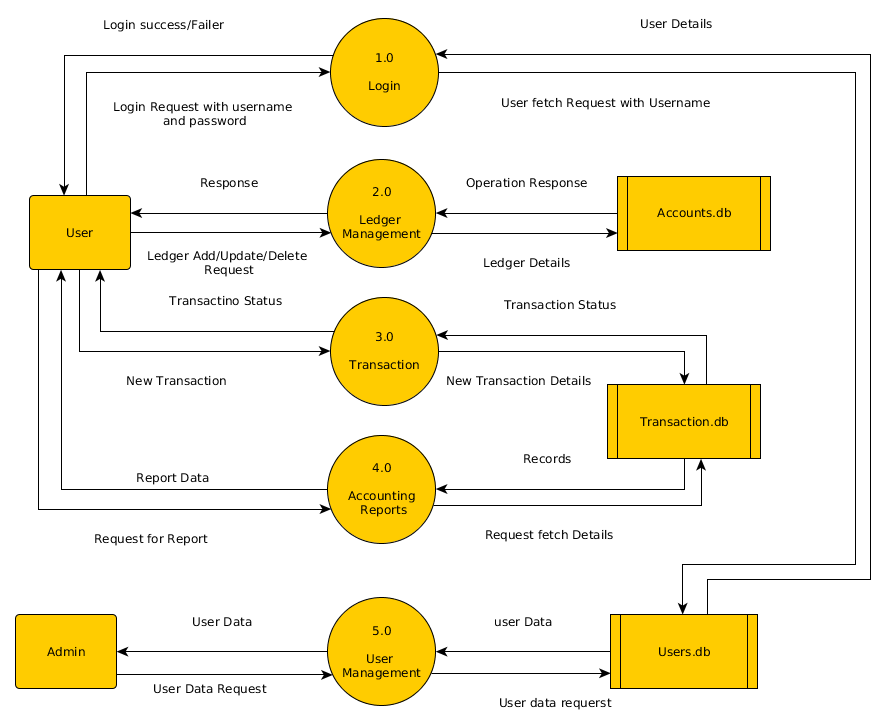 Login success/Failer
User Details
1.0
Login
Login Request with username
and password
User fetch Request with Username
Response
2.0
Ledger
Management
Operation Response
Accounts.db
User
Ledger Add/Update/Delete
Request
Ledger Details
Transactino Status
3.0
Transaction
Transaction Status
New Transaction
New Transaction Details
Transaction.db
Report Data
4.0
Accounting
Reports
Records
Request for Report
Request fetch Details
User Data
5.0
User
Management
user Data
Admin
Users.db
User Data Request
User data requerst